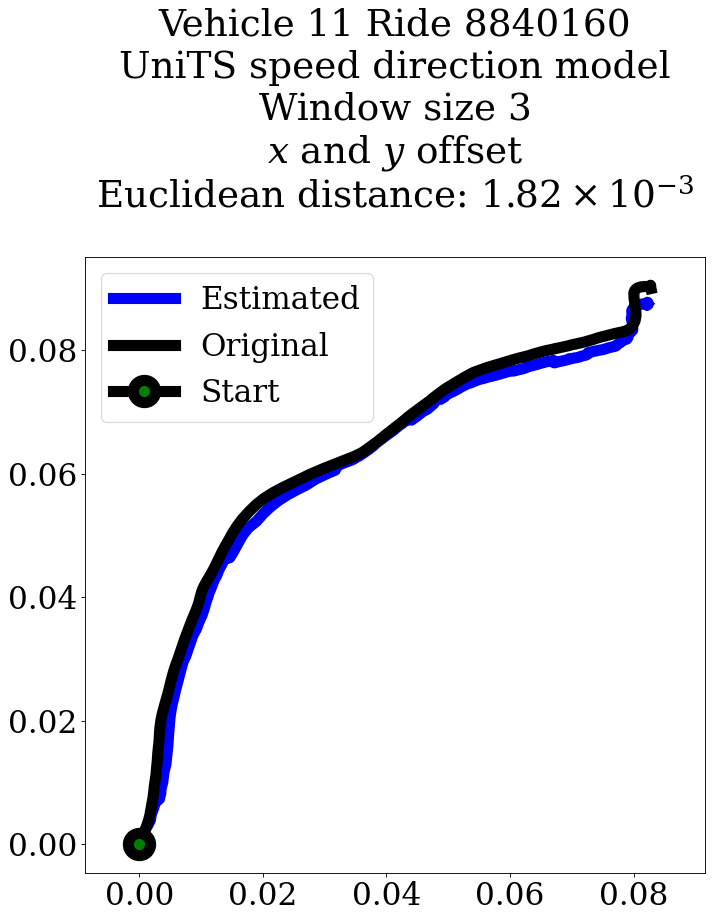 Vehicle 11 Ride 8840160
UniTS speed direction model
Window size 3
x and y offset
Euclidean distance: 1.82 × 10⁻³
Estimated
Original
Start
0.08
0.06
0.04
0.02
0.00
0.00 0.02 0.04 0.06 0.08